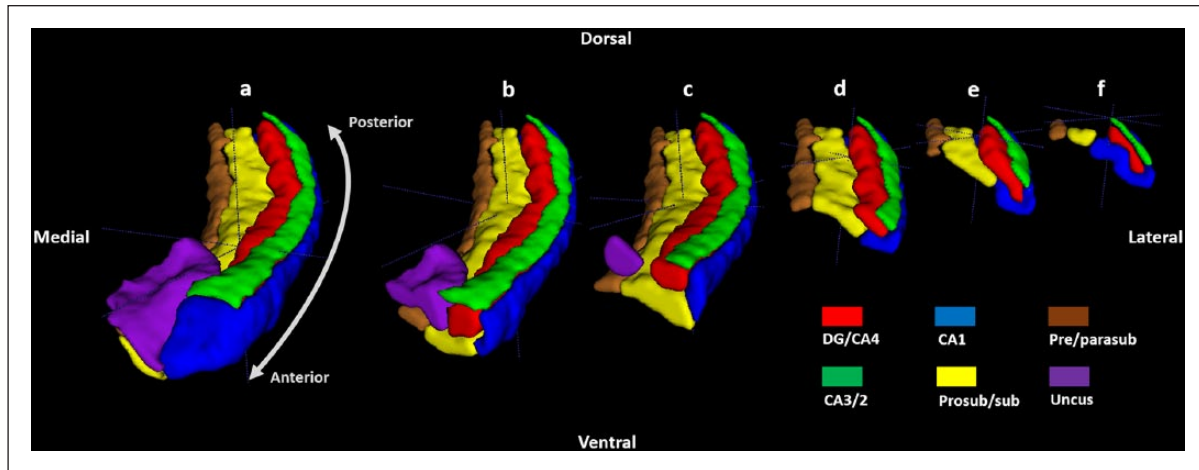 Dorsal
a b c d e f
Posterior
Medial
Lateral
Anterior
DG/CA4 CA1 Pre/parasub
CA3/2 Prosub/sub Uncus
Ventral